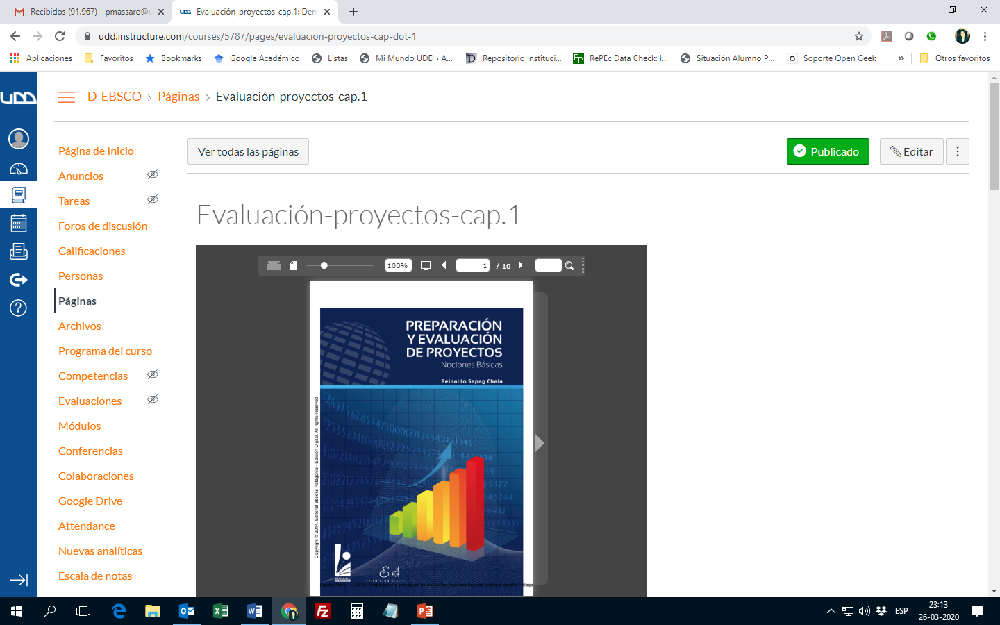 Recibidos (91.967) - pmassaro@u
Evaluación-proyectos-cap.1: Den
udd.instructure.com/courses/5787/pages/evaluacion-proyectos-cap-dot-1
Aplicaciones Favoritos Bookmarks Google Académico Listas Mi Mundo UDD › A... Repositorio Instituci... RePEc Data Check: I... Situación Alumno P... Soporte Open Geek » Otros favoritos
UDD
D-EBSCO › Páginas › Evaluación-proyectos-cap.1
Ver todas las páginas
Publicado
Editar
Página de Inicio
Anuncios
Tareas
Foros de discusión
Calificaciones
Personas
Páginas
Archivos
Programa del curso
Competencias
Evaluaciones
Módulos
Conferencias
Colaboraciones
Google Drive
Attendance
Nuevas analíticas
Escala de notas
Evaluación-proyectos-cap.1
100% 1 / 10
PREPARACIÓN
Y EVALUACIÓN
DE PROYECTOS
Nociones Básicas
Reinaldo Sapag Chain
Copyright © 2014. Editorial ebooks Patagonia - Edición Digital. All rights reserved
Ed
EDICIÓN DIGITAL
ESP
23:13
26-03-2020